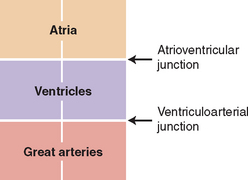 Atria
Atrioventricular
junction
Ventricles
Ventriculoarterial
junction
Great arteries